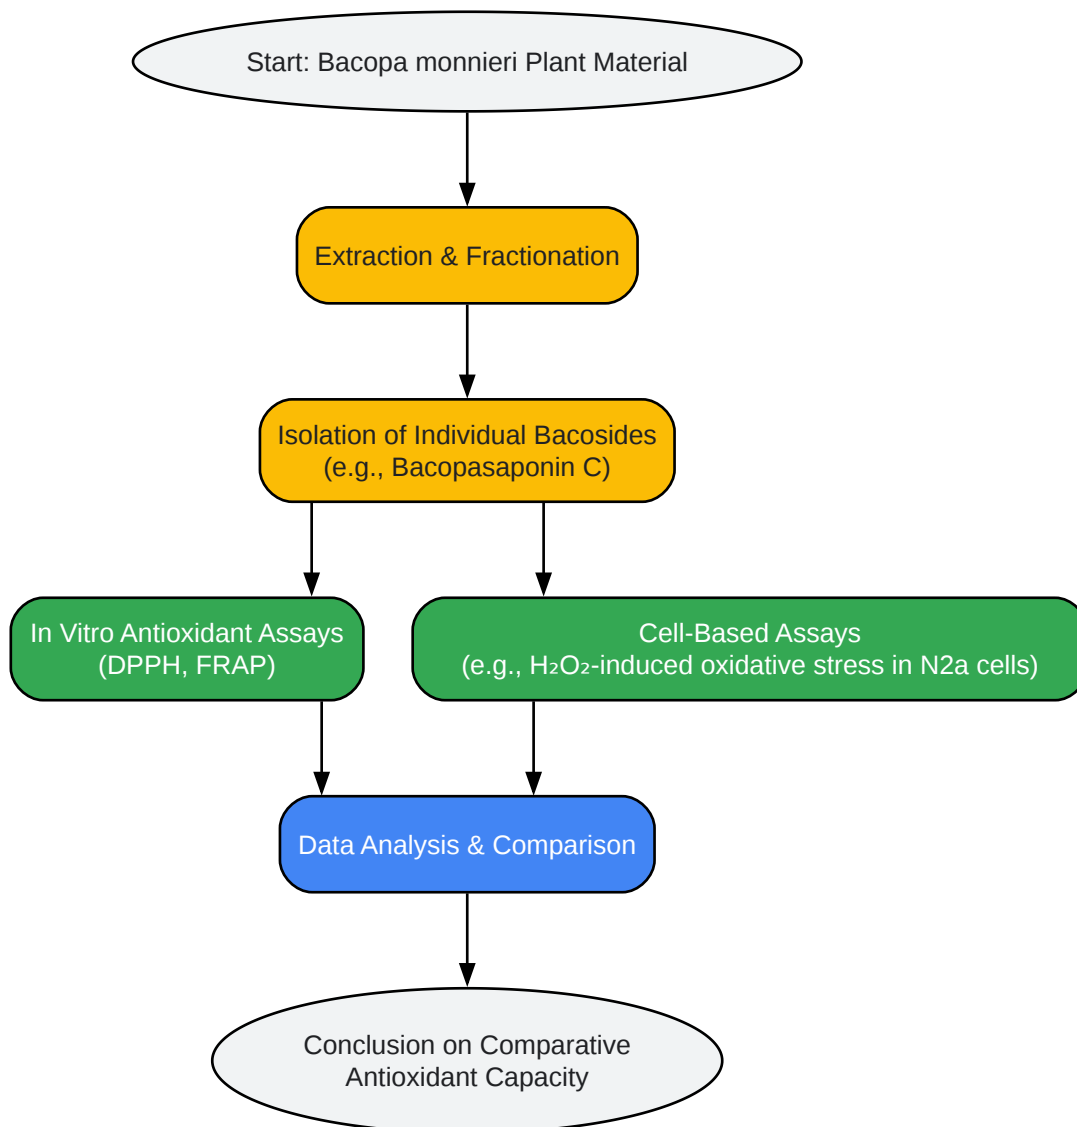 Start: Bacopa monnieri Plant Material
Extraction & Fractionation
Isolation of Individual Bacosides
(e.g., Bacopasaponin C)
In Vitro Antioxidant Assays
(DPPH, FRAP)
Cell-Based Assays
(e.g., H₂O₂-induced oxidative stress in N2a cells)
Data Analysis & Comparison
Conclusion on Comparative
Antioxidant Capacity